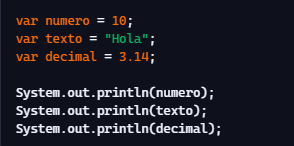 var numero = 10;
var texto = "Hola";
var decimal = 3.14;
System.out.println(numero);
System.out.println(texto);
System.out.println(decimal);